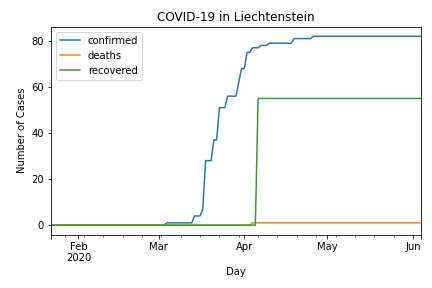 COVID-19 in Liechtenstein
confirmed
deaths
recovered
Number of Cases
80
60
40
20
0
Feb
2020
Mar
Apr
May
Jun
Day